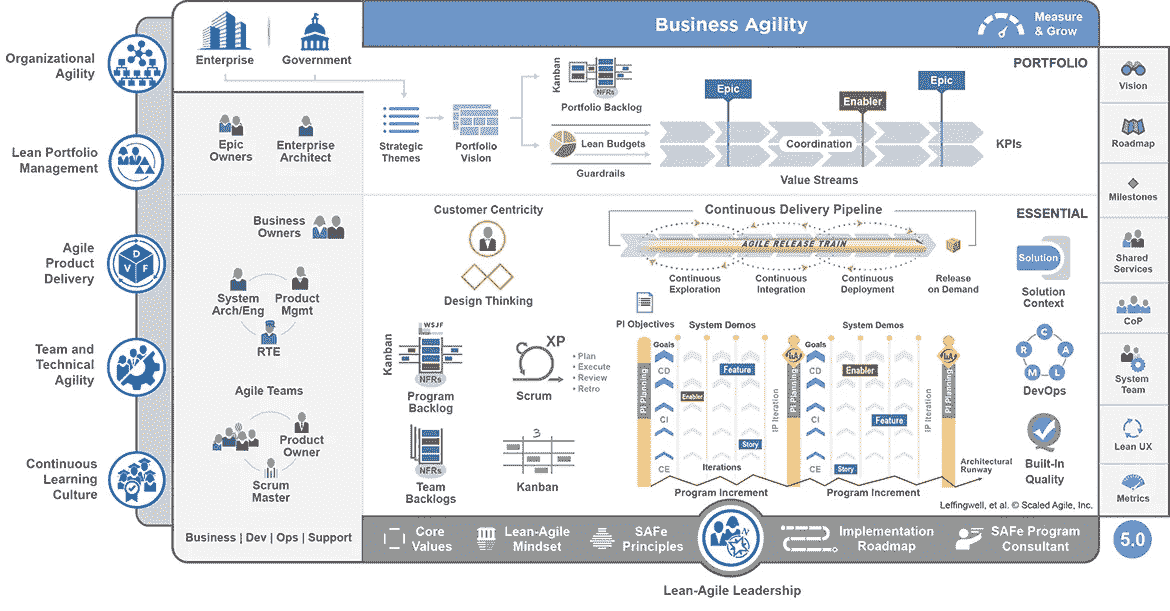 Organizational
Agility
Lean Portfolio
Management
Agile
Product
Delivery
D
V
F
Team and
Technical
Agility
Continuous
Learning
Culture
Enterprise
Government
Business Agility
Measure
& Grow
PORTFOLIO
Epic
Owners
Enterprise
Architect
Strategic
Themes
Portfolio
Vision
Kanban
NFRs
Portfolio Backlog
Lean Budgets
Guardrails
Epic
Enabler
Epic
Coordination
KPIs
Value Streams
ESSENTIAL
Business
Owners
System
Arch/Eng
Product
Mgmt
RTE
Agile Teams
Product
Owner
Scrum
Master
Business | Dev | Ops | Support
Customer Centricity
Design Thinking
Kanban
WSJF
NFRs
Program
Backlog
XP
• Plan
• Execute
• Review
• Retro
Scrum
NFRs
Team
Backlogs
3
Kanban
Continuous Delivery Pipeline
AGILE RELEASE TRAIN
Continuous
Exploration
Continuous
Integration
Continuous
Deployment
Release
on Demand
PI Objectives
System Demos
System Demos
Goals
CD
CI
CE
PI Planning
Enabler
Feature
Story
Iterations
IP Iteration
I&A
PI Planning
Goals
CD
CI
CE
Enabler
Feature
Story
IP Iteration
I&A
PI Planning
Program Increment
Program Increment
Architectural
Runway
Solution
Solution
Context
C
A
L
M
R
DevOps
Built-In
Quality
Leffingwell, et al. © Scaled Agile, Inc.
Vision
Roadmap
Milestones
Shared
Services
CoP
System
Team
Lean UX
Metrics
Core
Values
Lean-Agile
Mindset
SAFe
Principles
Implementation
Roadmap
SAFe Program
Consultant
5.0
Lean-Agile Leadership